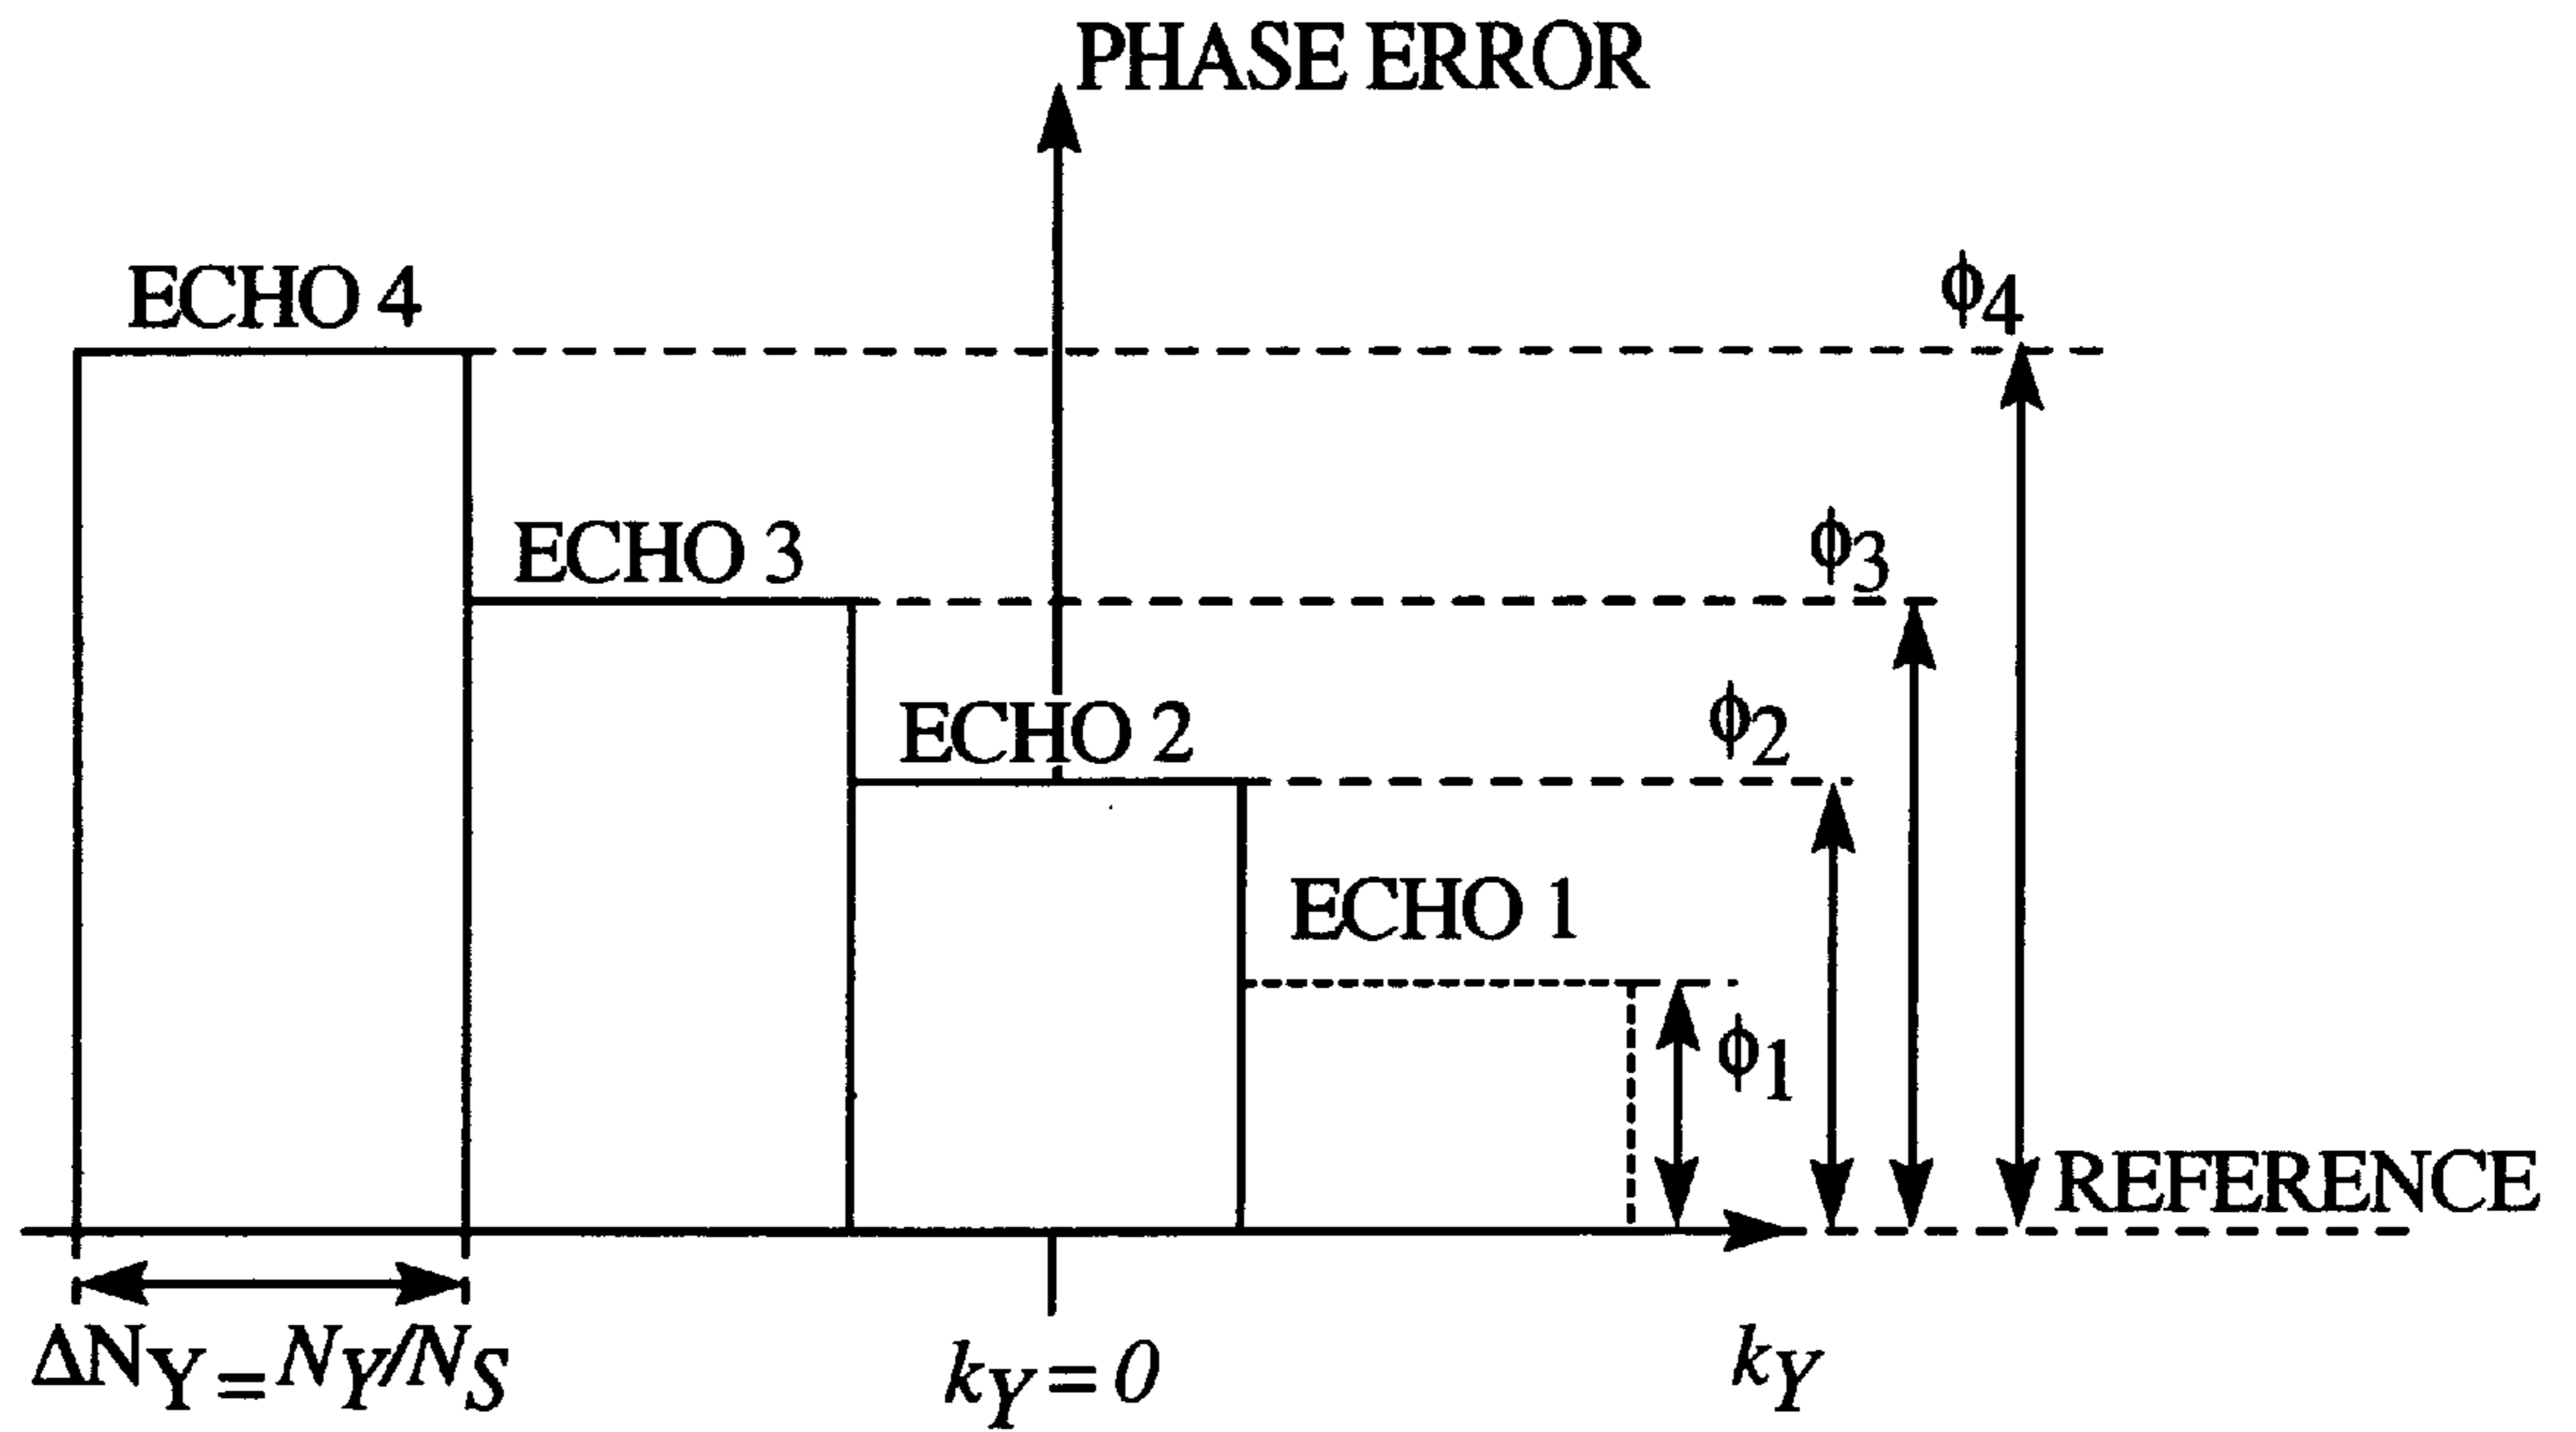 PHASE ERROR
ECHO 4
ϕ4
ECHO 3
ϕ3
ECHO 2
ϕ2
ECHO 1
ϕ1
REFERENCE
ΔNY = NY/NS
kY = 0
kY